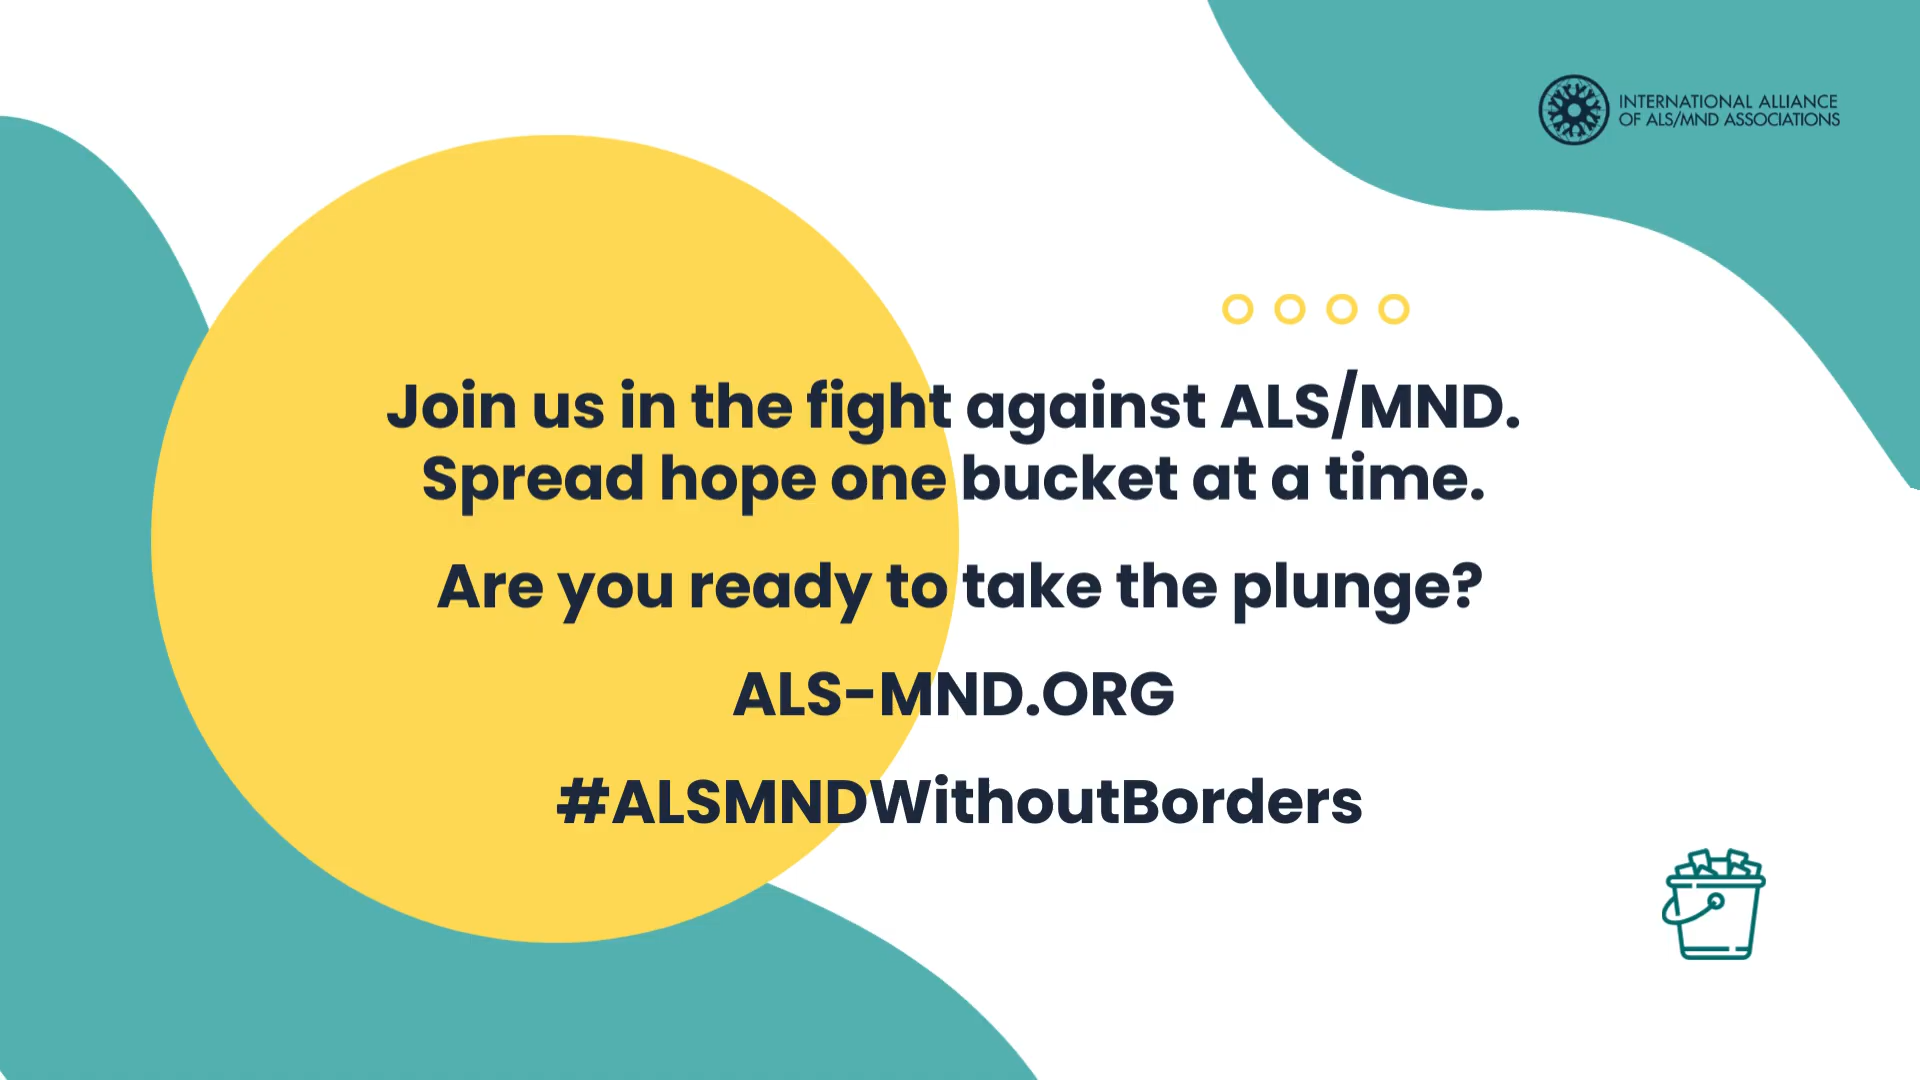 INTERNATIONAL ALLIANCE
OF ALS/MND ASSOCIATIONS
Join us in the fight against ALS/MND.
Spread hope one bucket at a time.
Are you ready to take the plunge?
ALS-MND.ORG
#ALSMNDWithoutBorders